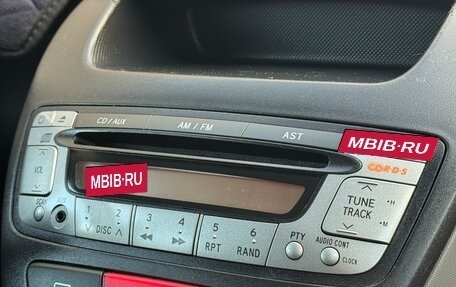 CD / AUX
AM / FM
AST
MBIB·RU
R·D·S
VOL
MBIB·RU
TUNE
TRACK
H
M
SCAN
1
2
DISC
3
4
5
RPT
6
RAND
PTY
AUDIO CONT
CLOCK